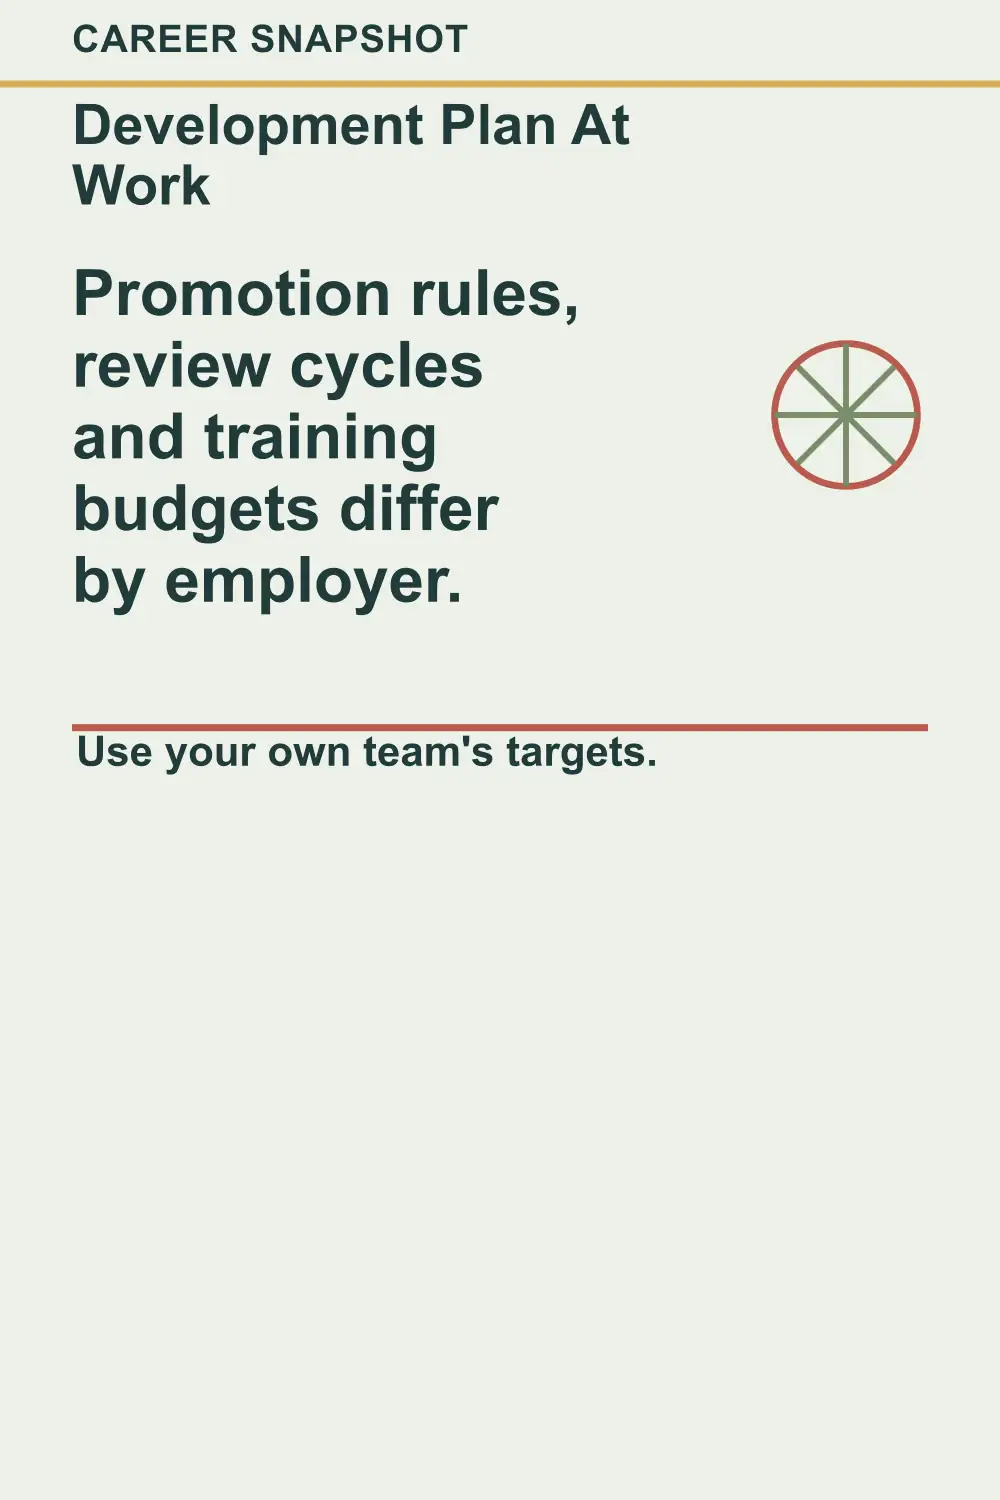 CAREER SNAPSHOT
Development Plan At
Work
Promotion rules,
review cycles
and training
budgets differ
by employer.
Use your own team's targets.